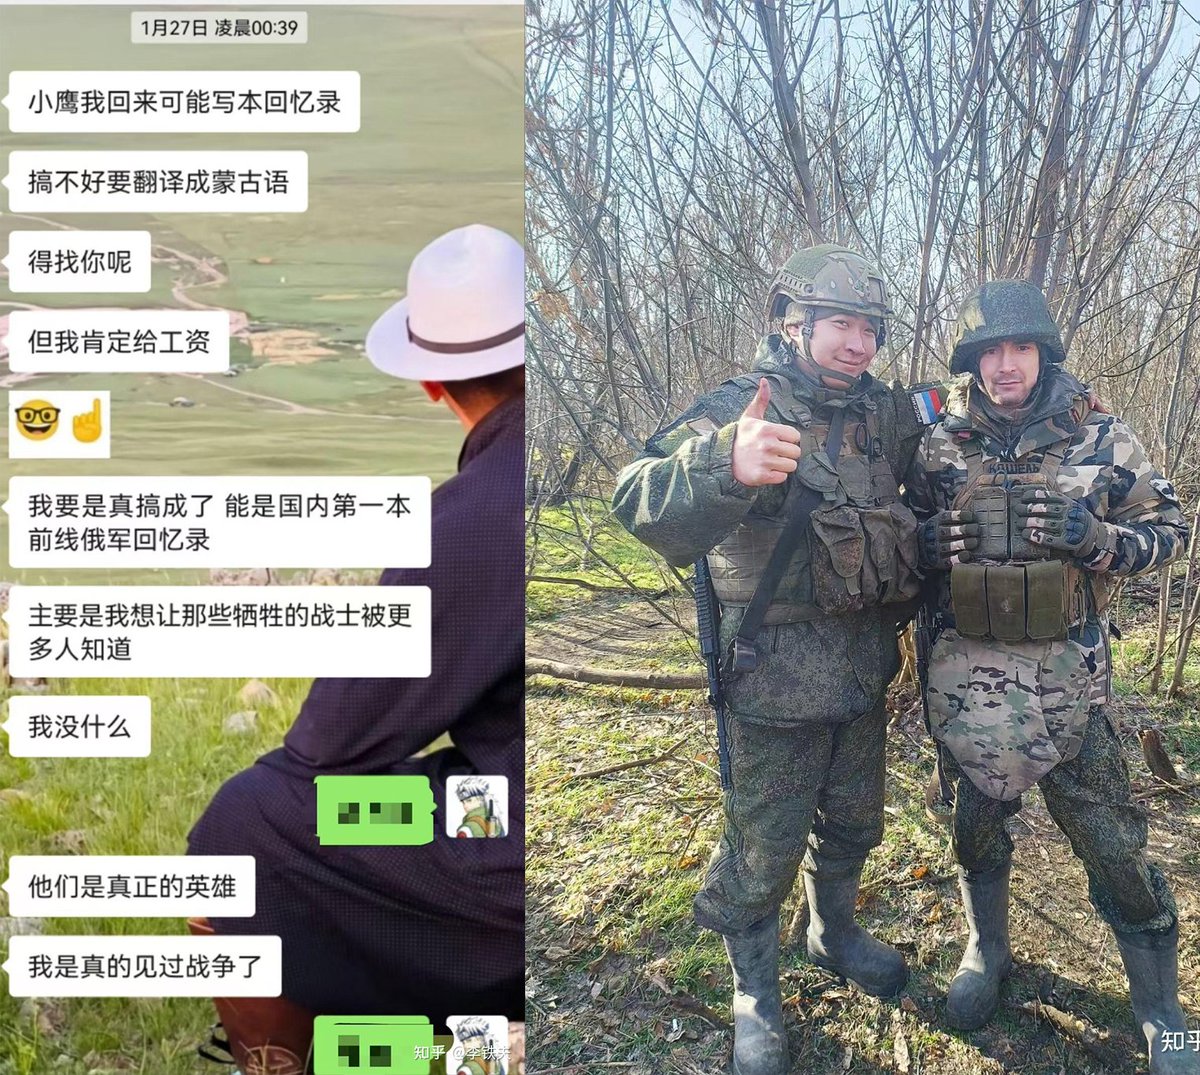 1月27日 凌晨00:39
小鹰我回来可能写本回忆录
搞不好要翻译成蒙古语
得找你呢
但我肯定给工资
我要是真搞成了 能是国内第一本
前线俄军回忆录
主要是我想让那些牺牲的战士被更
多人知道
我没什么
他们是真正的英雄
我是真的见过战争了
知乎 @李铁夫
КАШЕЛЬ
知乎